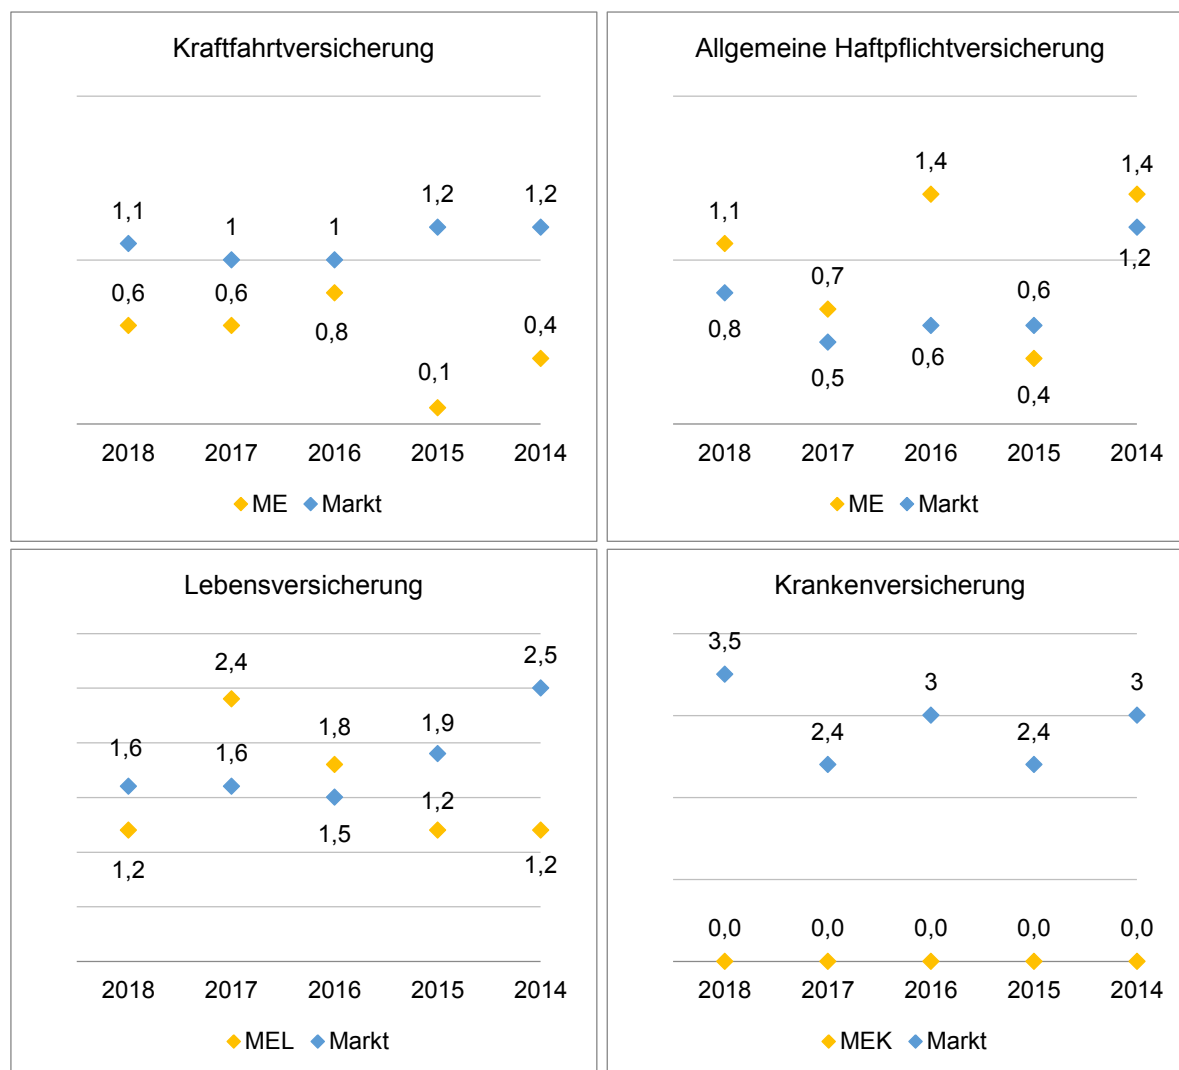 Kraftfahrtversicherung
1,1 1 1 1,2 1,2
0,6 0,6 0,8 0,1 0,4
2018 2017 2016 2015 2014
ME Markt
Allgemeine Haftpflichtversicherung
1,1 0,7 1,4 0,6 1,4
0,8 0,5 0,6 0,4 1,2
2018 2017 2016 2015 2014
ME Markt
Lebensversicherung
1,6 2,4 1,8 1,9 2,5
1,2 1,6 1,5 1,2 1,2
2018 2017 2016 2015 2014
MEL Markt
Krankenversicherung
3,5 2,4 3 2,4 3
0,0 0,0 0,0 0,0 0,0
2018 2017 2016 2015 2014
MEK Markt